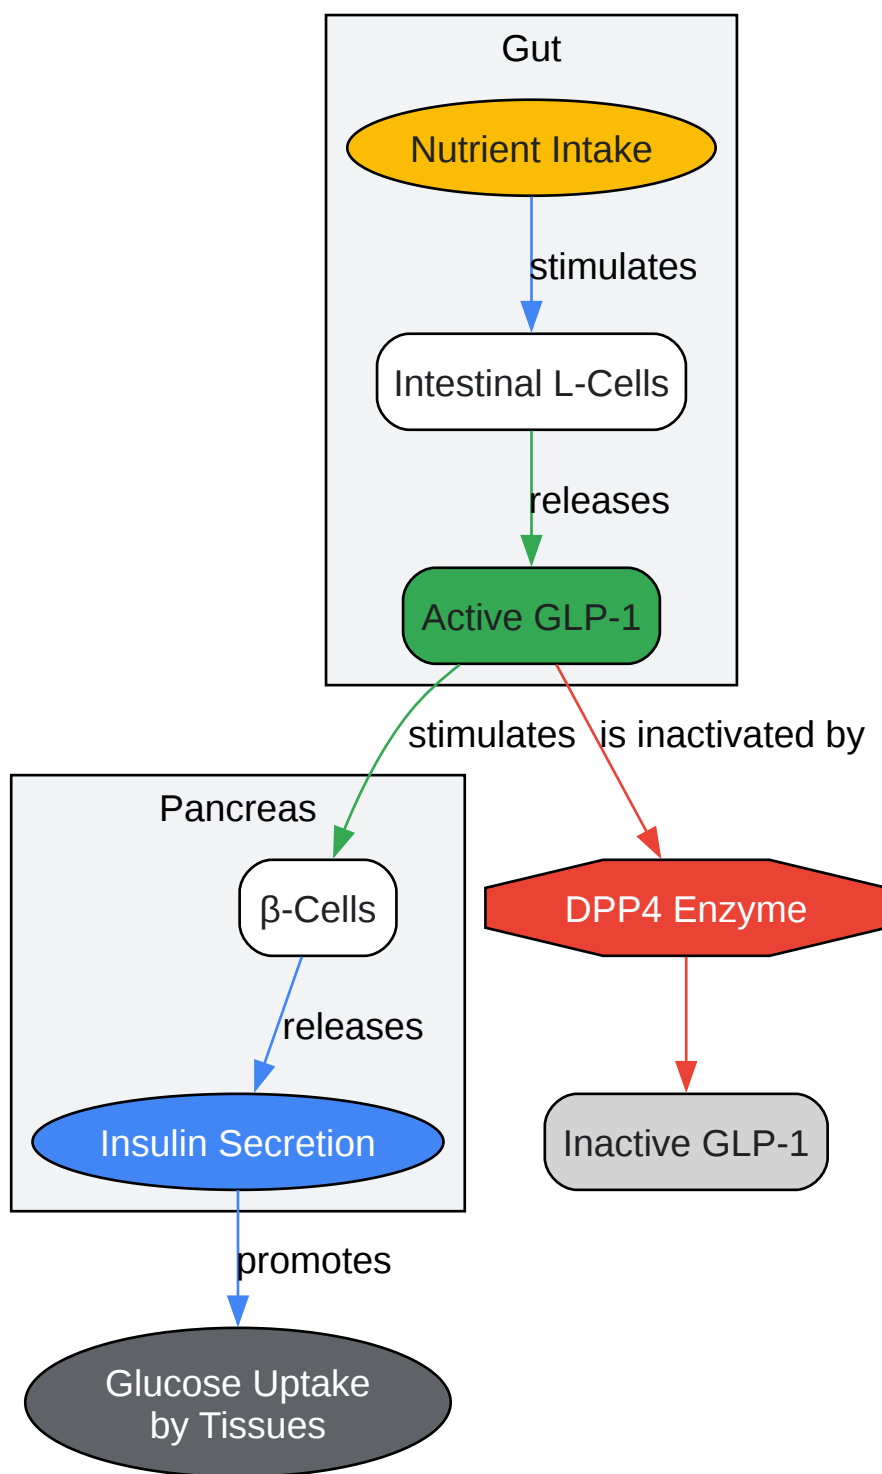 Gut
Nutrient Intake
stimulates
Intestinal L-Cells
releases
Active GLP-1
stimulates
is inactivated by
Pancreas
β-Cells
DPP4 Enzyme
releases
Insulin Secretion
Inactive GLP-1
promotes
Glucose Uptake
by Tissues